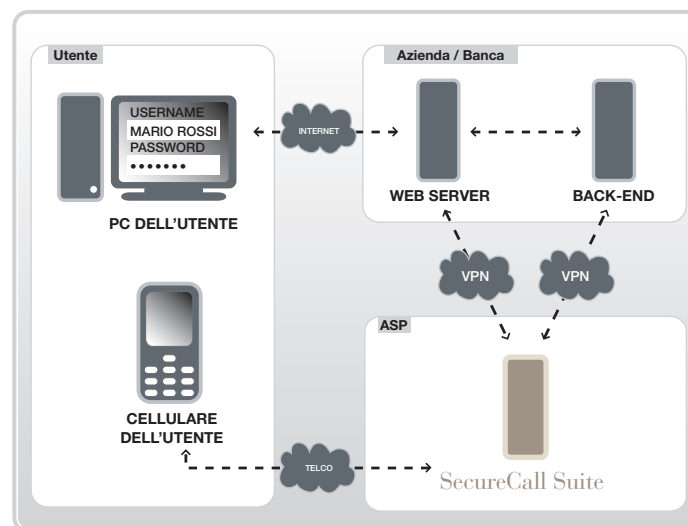 Utente
USERNAME
MARIO ROSSI
PASSWORD
•••••••
PC DELL’UTENTE
CELLULARE
DELL’UTENTE
INTERNET
Azienda / Banca
WEB SERVER
BACK-END
VPN
VPN
ASP
SecureCall Suite
TELCO